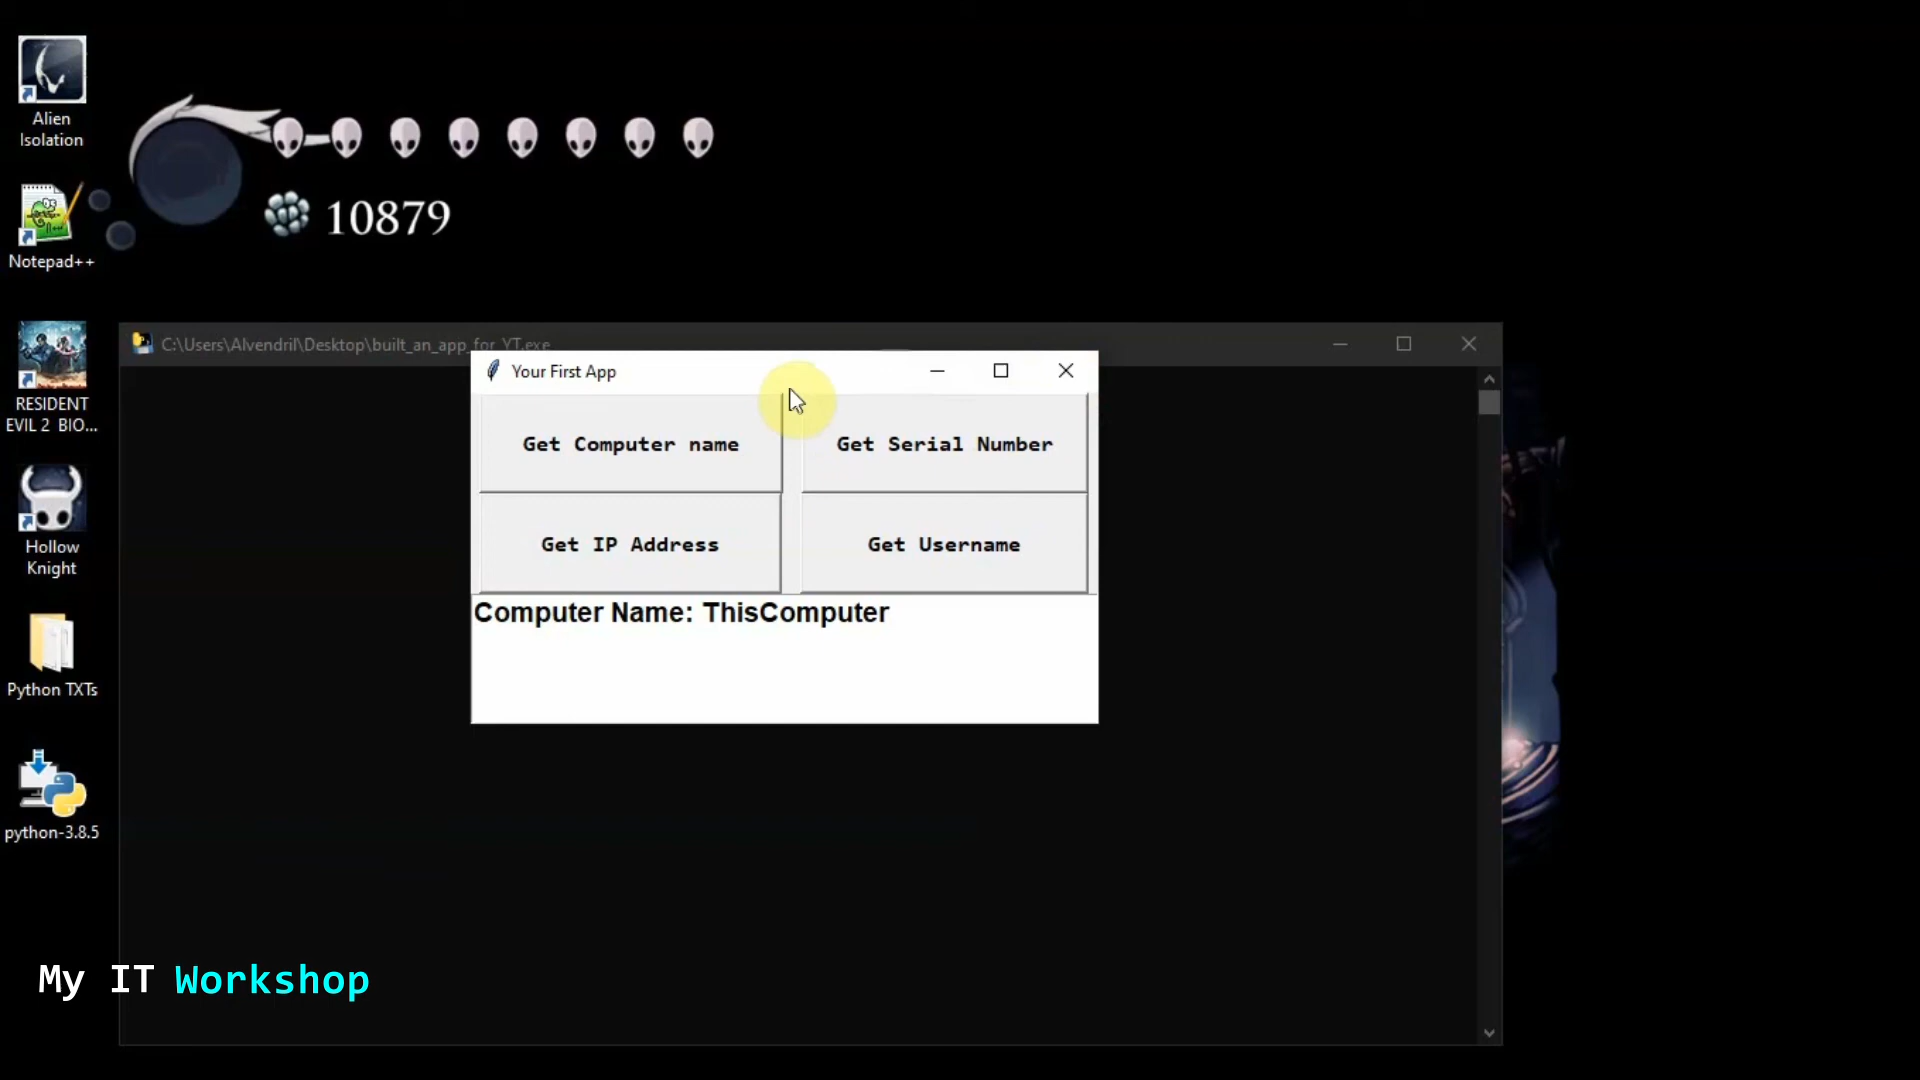 Alien
Isolation
10879
Notepad++
RESIDENT
EVIL 2 BIO...
Hollow
Knight
Python TXTs
python-3.8.5
C:\Users\Alvendril\Desktop\built_an_app_for_YT.exe
Your First App
Get Computer name
Get Serial Number
Get IP Address
Get Username
Computer Name: ThisComputer
My IT Workshop